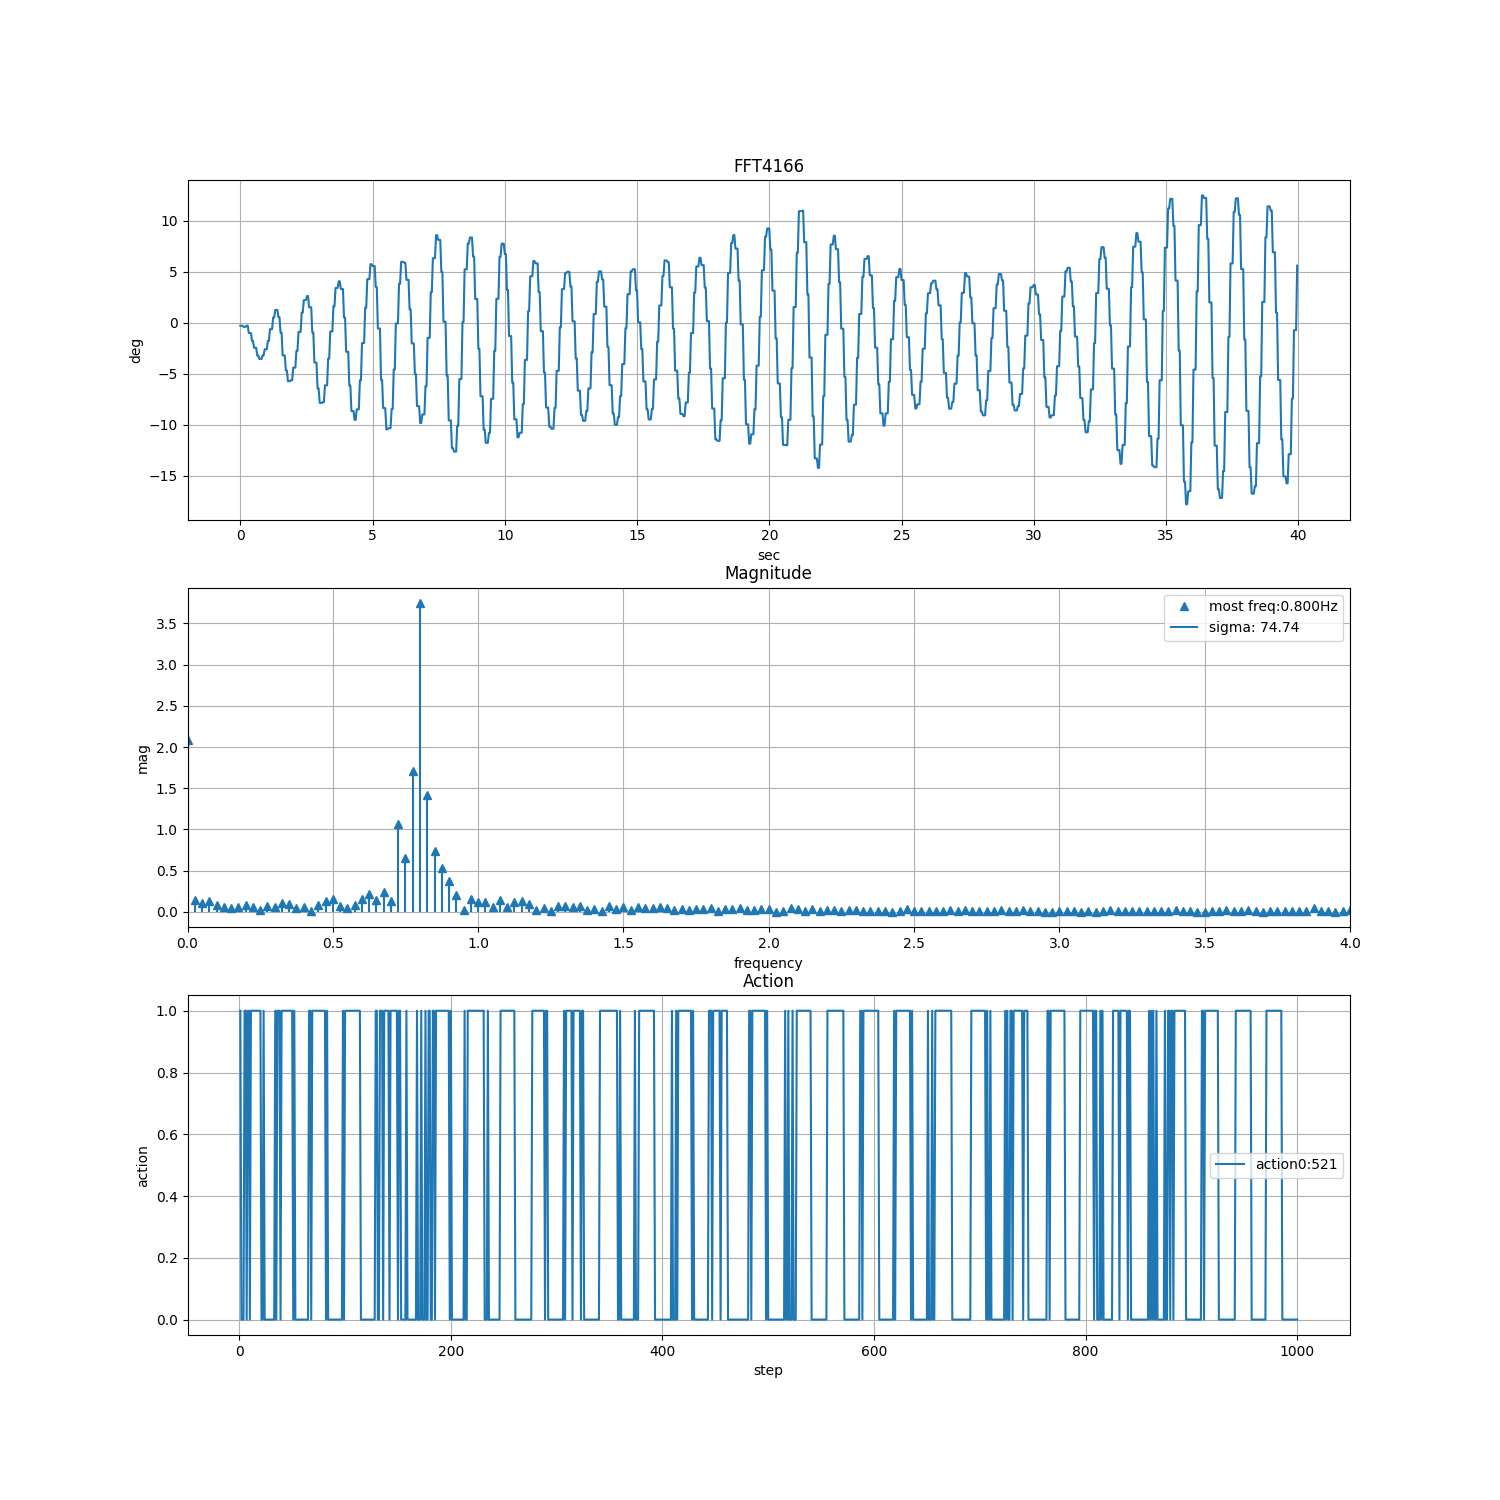 FFT4166
10
5
0
−5
−10
−15
deg
0 5 10 15 20 25 30 35 40
sec
Magnitude
most freq:0.800Hz
sigma: 74.74
3.5
3.0
2.5
2.0
1.5
1.0
0.5
0.0
mag
0.0 0.5 1.0 1.5 2.0 2.5 3.0 3.5 4.0
frequency
Action
1.0
0.8
0.6
0.4
0.2
0.0
action
action0:521
0 200 400 600 800 1000
step